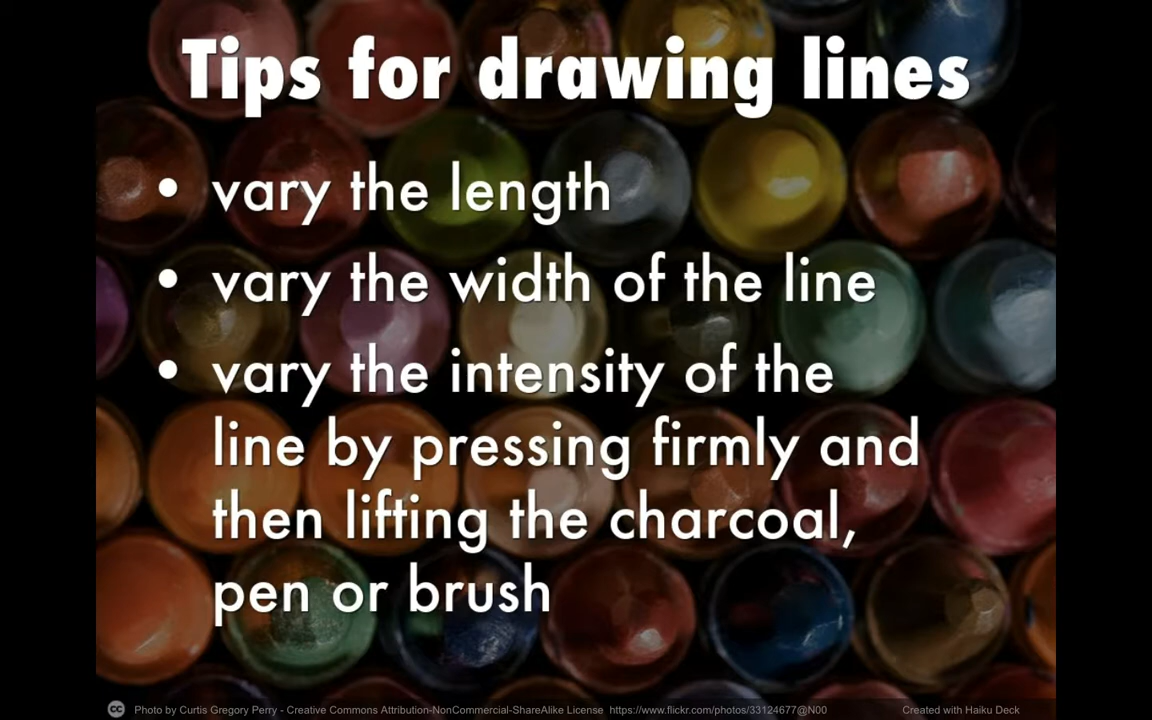 Tips for drawing lines
• vary the length
• vary the width of the line
• vary the intensity of the
line by pressing firmly and
then lifting the charcoal,
pen or brush
cc Photo by Curtis Gregory Perry - Creative Commons Attribution-NonCommercial-ShareAlike License https://www.flickr.com/photos/33124677@N00 Created with Haiku Deck